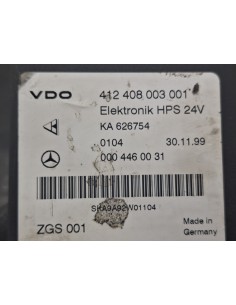 VDO 412 408 003 001
Elektronik HPS 24V
KA 626754
0104 30.11.99
000 446 00 31
SHA9A92W01104
ZGS 001 Made in
Germany